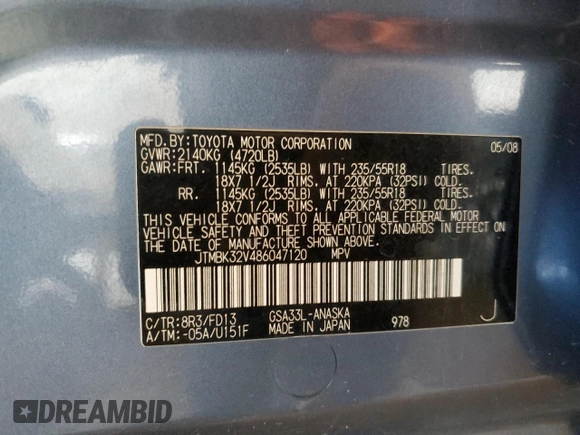 MFD.BY:TOYOTA MOTOR CORPORATION 05/08
GVWR:2140KG (4720LB)
GAWR:FRT. 1145KG (2535LB) WITH 235/55R18 TIRES.
18X7 1/2J RIMS. AT 220KPA (32PSI) COLD.
RR. 1145KG (2535LB) WITH 235/55R18 TIRES.
18X7 1/2J RIMS. AT 220KPA (32PSI) COLD.
THIS VEHICLE CONFORMS TO ALL APPLICABLE FEDERAL MOTOR
VEHICLE SAFETY AND THEFT PREVENTION STANDARDS IN EFFECT
ON THE DATE OF MANUFACTURE SHOWN ABOVE.
JTMBK32V486047120 MPV
C/TR:8R3/FD13 GSA33L-ANASKA J
A/TM:-05A/U151F MADE IN JAPAN 978
DREAMBID